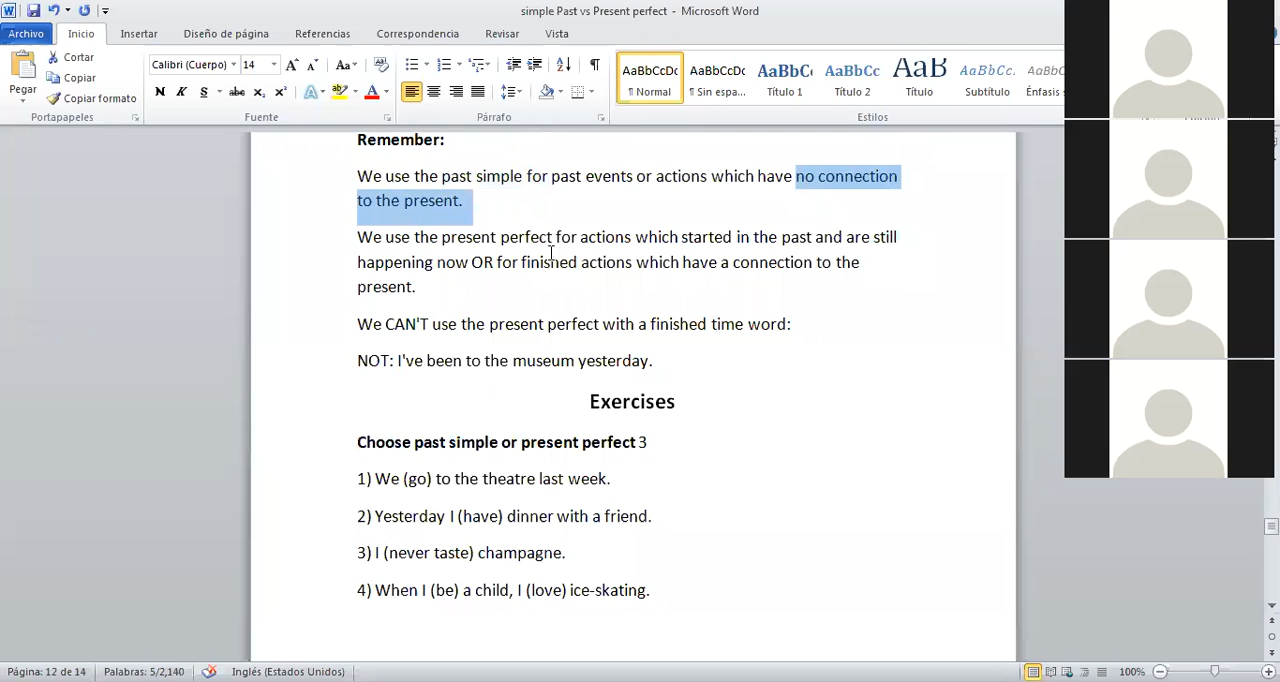 simple Past vs Present perfect - Microsoft Word
Archivo Inicio Insertar Diseño de página Referencias Correspondencia Revisar Vista
Pegar
Cortar
Copiar
Copiar formato
Portapapeles
Calibri (Cuerpo) 14
Fuente
Párrafo
AaBbCcDc AaBbCcDc AaBbC AaBbCc AaB AaBbCc AaBbCc
¶ Normal ¶ Sin espa... Título 1 Título 2 Título Subtítulo Énfasis
Estilos
Remember:
We use the past simple for past events or actions which have no connection
to the present.
We use the present perfect for actions which started in the past and are still
happening now OR for finished actions which have a connection to the
present.
We CAN'T use the present perfect with a finished time word:
NOT: I've been to the museum yesterday.
Exercises
Choose past simple or present perfect 3
1) We (go) to the theatre last week.
2) Yesterday I (have) dinner with a friend.
3) I (never taste) champagne.
4) When I (be) a child, I (love) ice-skating.
Página: 12 de 14 Palabras: 5/2,140 Inglés (Estados Unidos) 100%